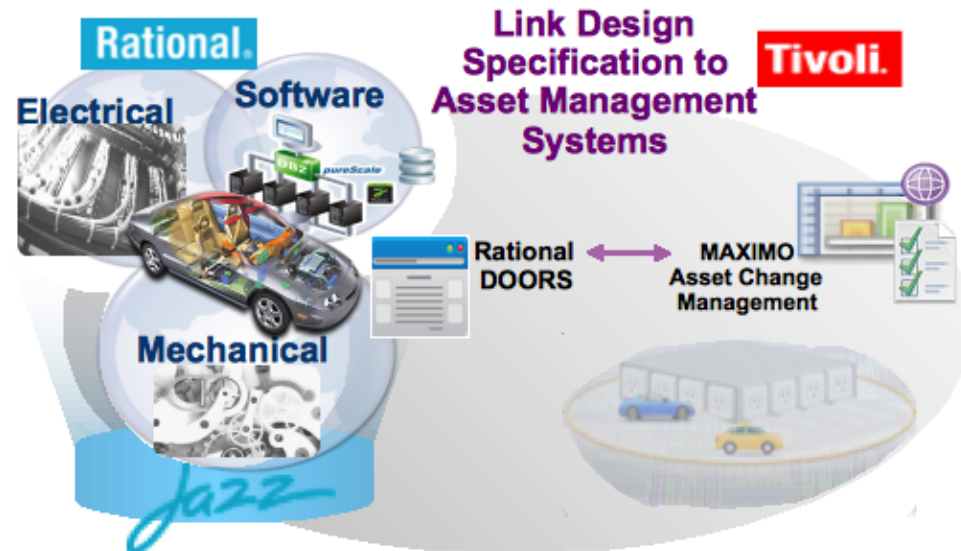 Rational.
Electrical
Software
DB2
pureScale
Mechanical
Jazz
Link Design
Specification to
Asset Management
Systems
Tivoli.
Rational
DOORS
MAXIMO
Asset Change
Management